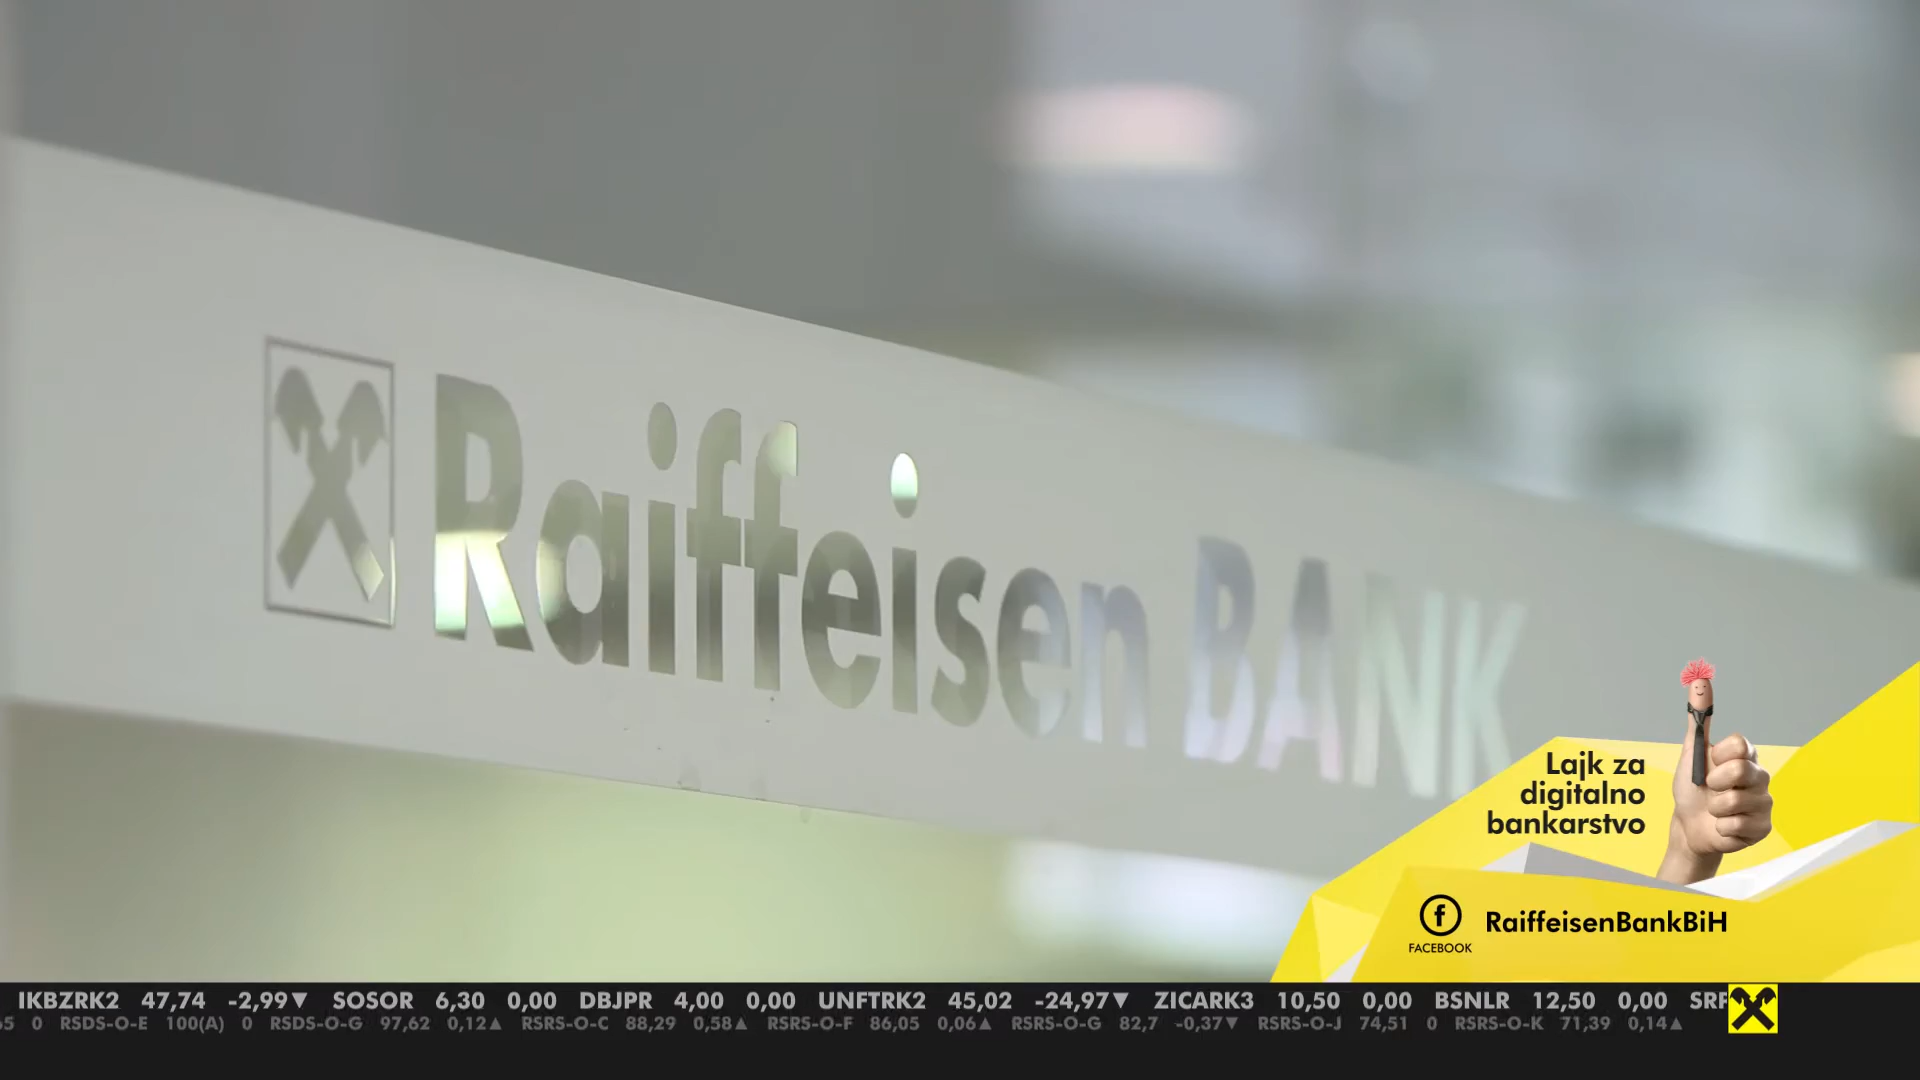 Raiffeisen BANK
Lajk za
digitalno
bankarstvo
f
FACEBOOK
RaiffeisenBankBiH
IKBZRK2 47,74 -2,99▼ SOSOR 6,30 0,00 DBJPR 4,00 0,00 UNFTRK2 45,02 -24,97▼ ZICARK3 10,50 0,00 BSNLR 12,50 0,00
0 RSDS-O-E 100(A) 0 RSDS-O-G 97,62 0,12▲ RSRS-O-C 88,29 0,58▲ RSRS-O-F 86,05 0,06▲ RSRS-O-G 82,7 -0,37▼ RSRS-O-J 74,51 0 RSRS-O-K 71,39 0,14▲